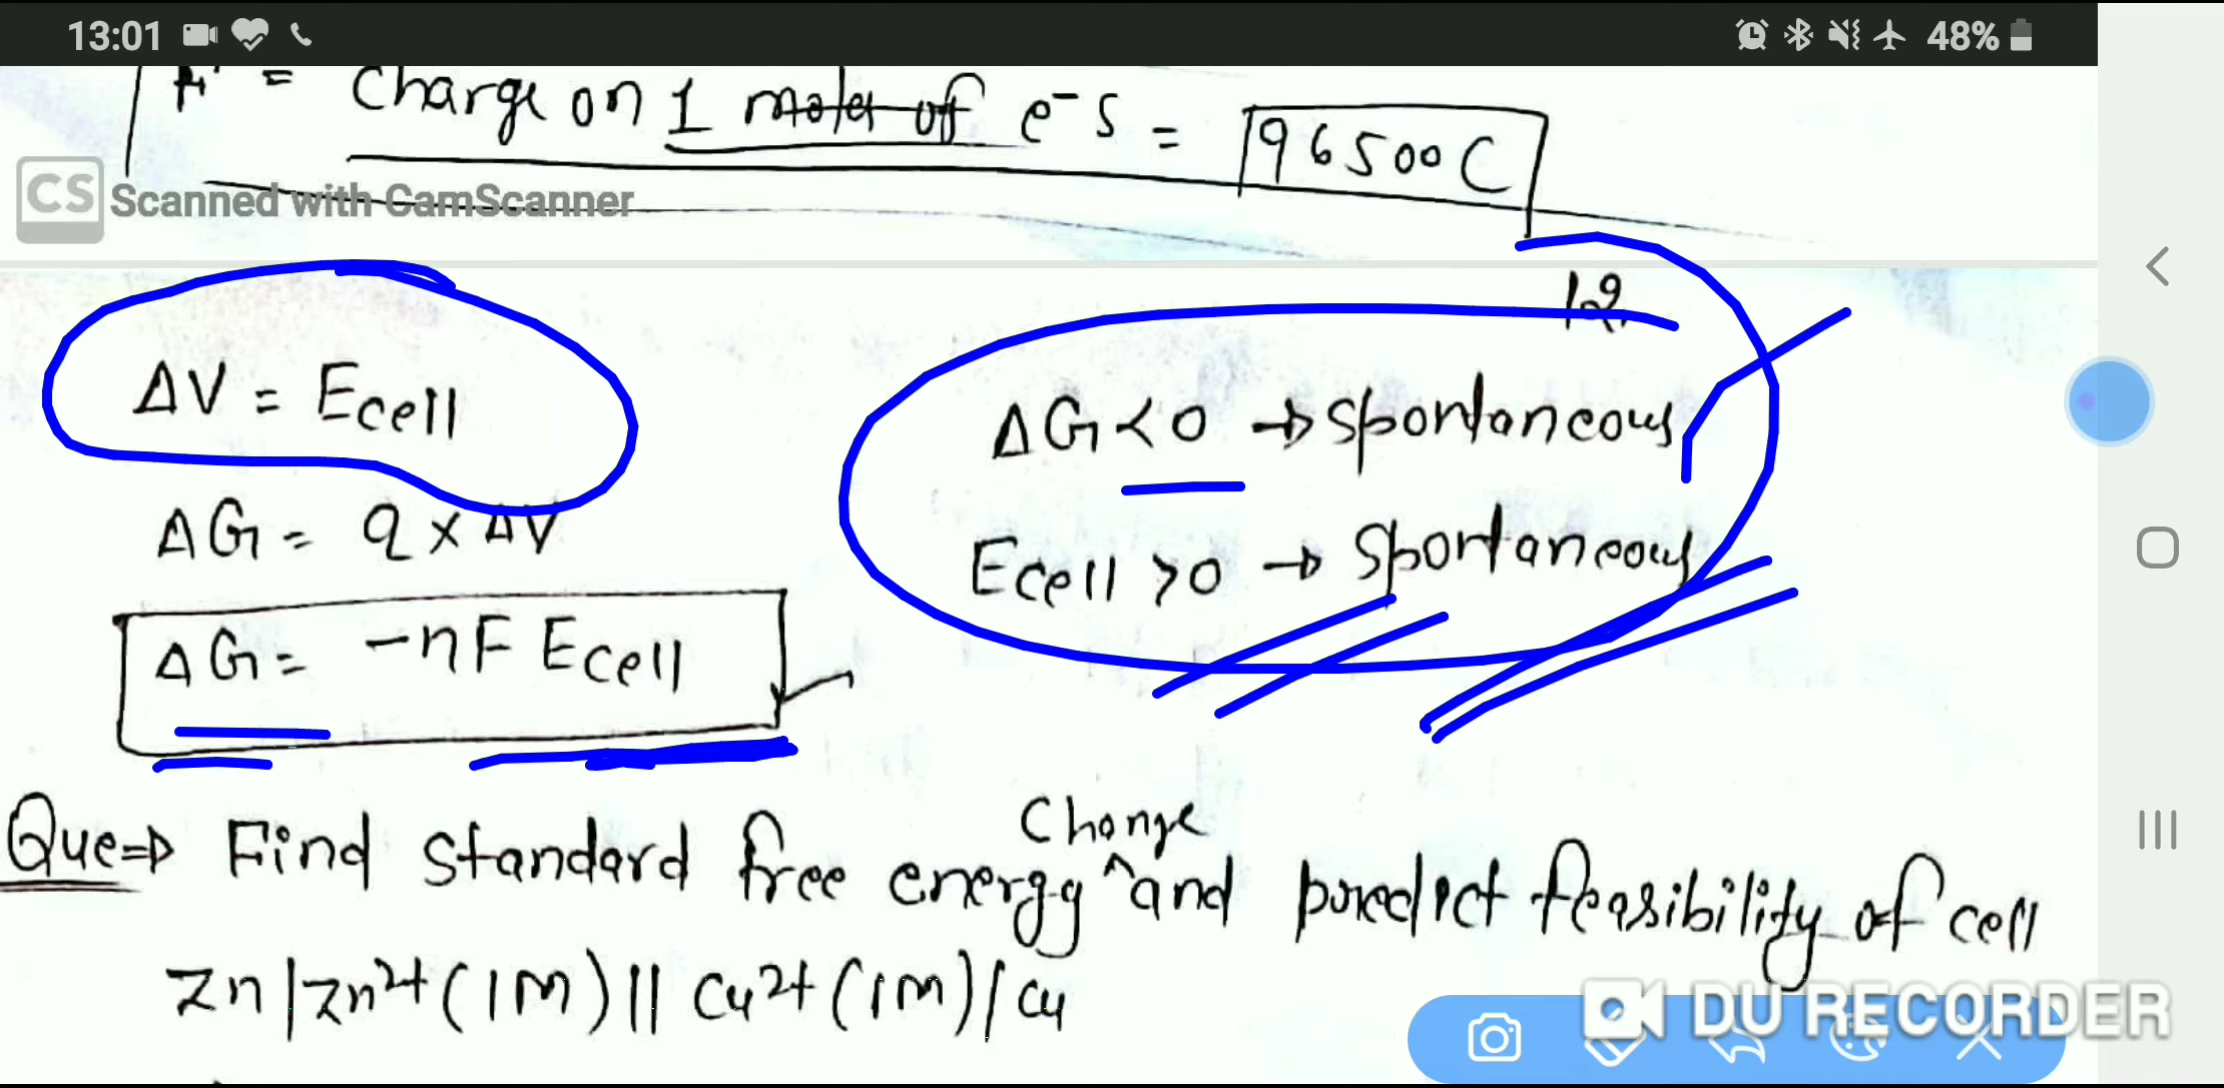 13:01 48%
F = Charge on 1 mole of e⁻s = 96500C
CS Scanned with CamScanner
12
ΔV = Ecell
ΔG<0 → Spontaneous
ΔG = q x ΔV
Ecell >0 → Spontaneous
ΔG = -nF Ecell
Change
Que⇒ Find standard free energy ^ and predict feasibility of cell
Zn|Zn²⁺(1M)||Cu²⁺(1M)/Cu
DU RECORDER